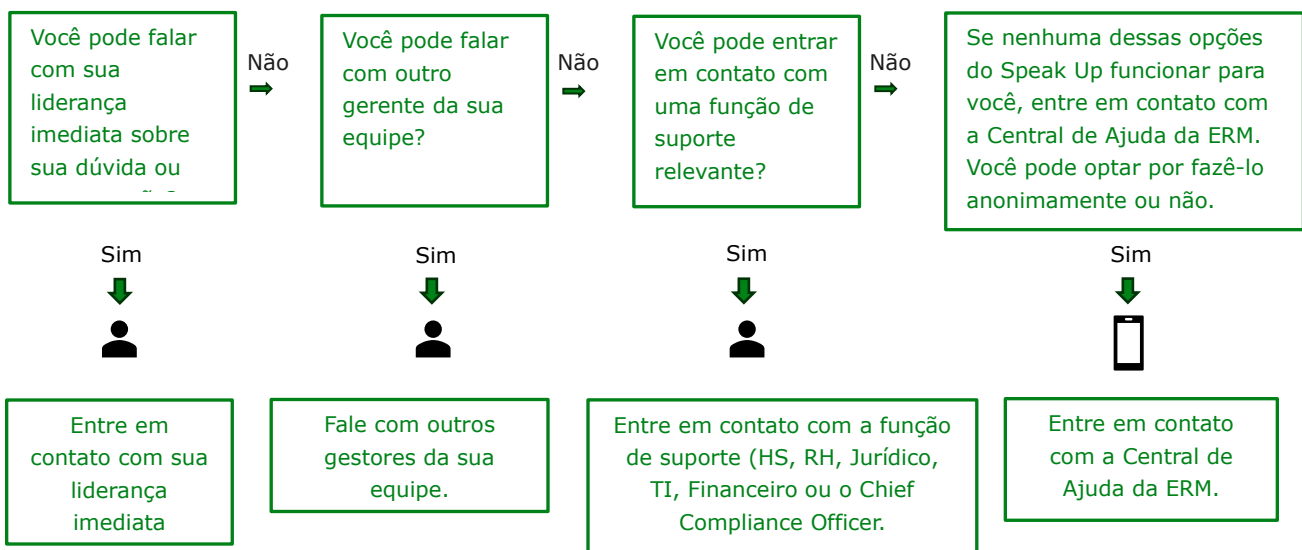 Você pode falar
com sua
liderança
imediata sobre
sua dúvida ou
Não
Você pode falar
com outro
gerente da sua
equipe?
Não
Você pode entrar
em contato com
uma função de
suporte
relevante?
Não
Se nenhuma dessas opções
do Speak Up funcionar para
você, entre em contato com
a Central de Ajuda da ERM.
Você pode optar por fazê-lo
anonimamente ou não.
Sim
Sim
Sim
Sim
Entre em
contato com sua
liderança
imediata
Fale com outros
gestores da sua
equipe.
Entre em contato com a função
de suporte (HS, RH, Jurídico,
TI, Financeiro ou o Chief
Compliance Officer.
Entre em contato
com a Central de
Ajuda da ERM.